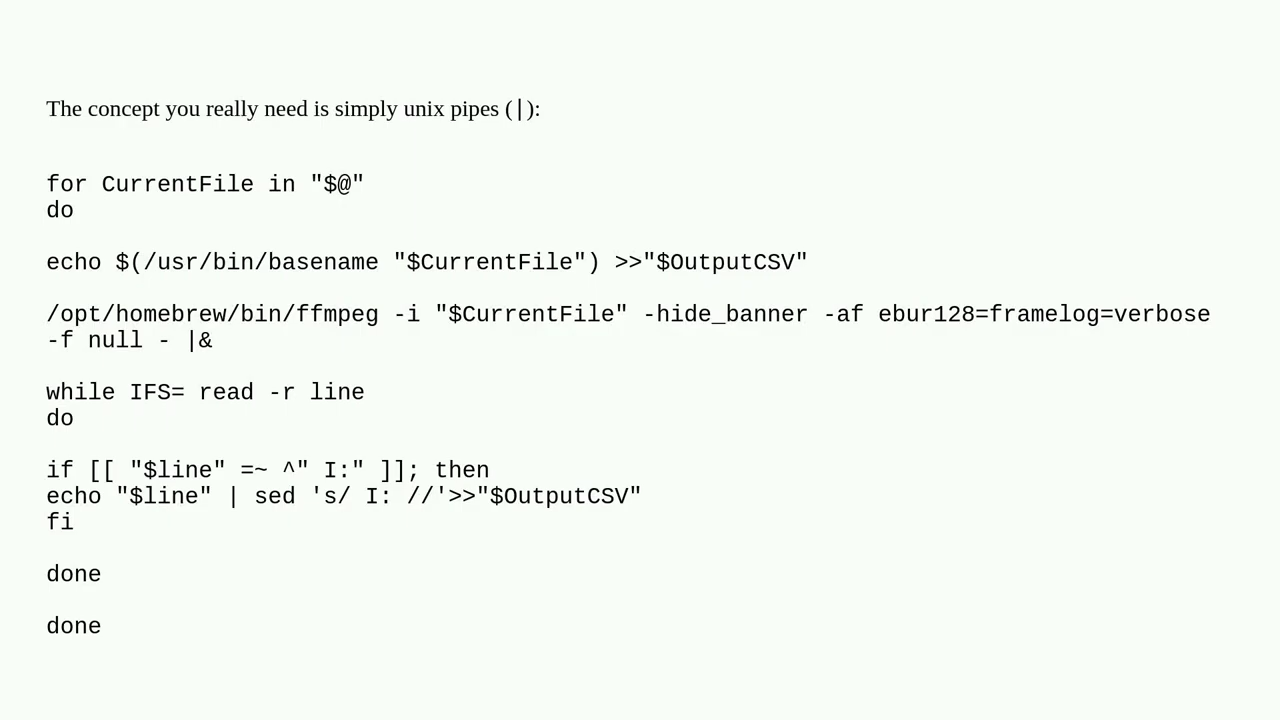 The concept you really need is simply unix pipes (|):
for CurrentFile in "$@"
do
echo $(/usr/bin/basename "$CurrentFile") >>"$OutputCSV"
/opt/homebrew/bin/ffmpeg -i "$CurrentFile" -hide_banner -af ebur128=framelog=verbose
-f null - |&
while IFS= read -r line
do
if [[ "$line" =~ ^" I:" ]]; then
echo "$line" | sed 's/ I: //'>>"$OutputCSV"
fi
done
done